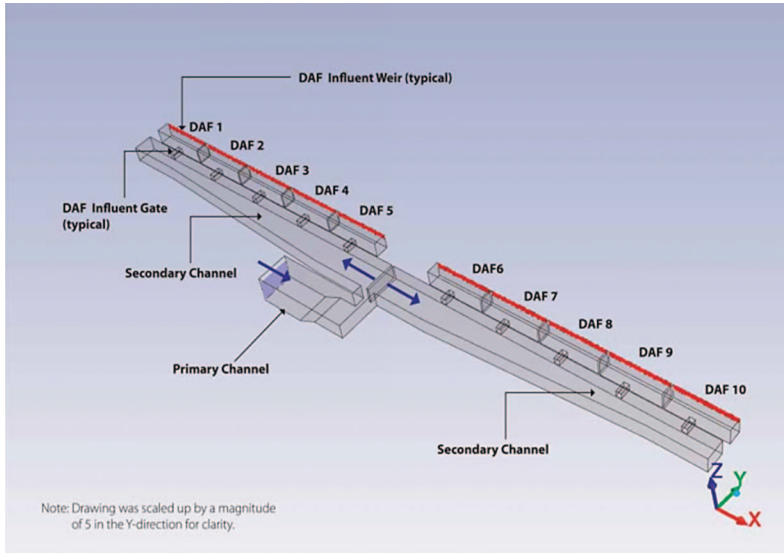 DAF Influent Weir (typical)
DAF 1
DAF 2
DAF 3
DAF 4
DAF 5
DAF Influent Gate
(typical)
Secondary Channel
Primary Channel
DAF6
DAF 7
DAF 8
DAF 9
DAF 10
Secondary Channel
Z
Y
X
Note: Drawing was scaled up by a magnitude
of 5 in the Y-direction for clarity.